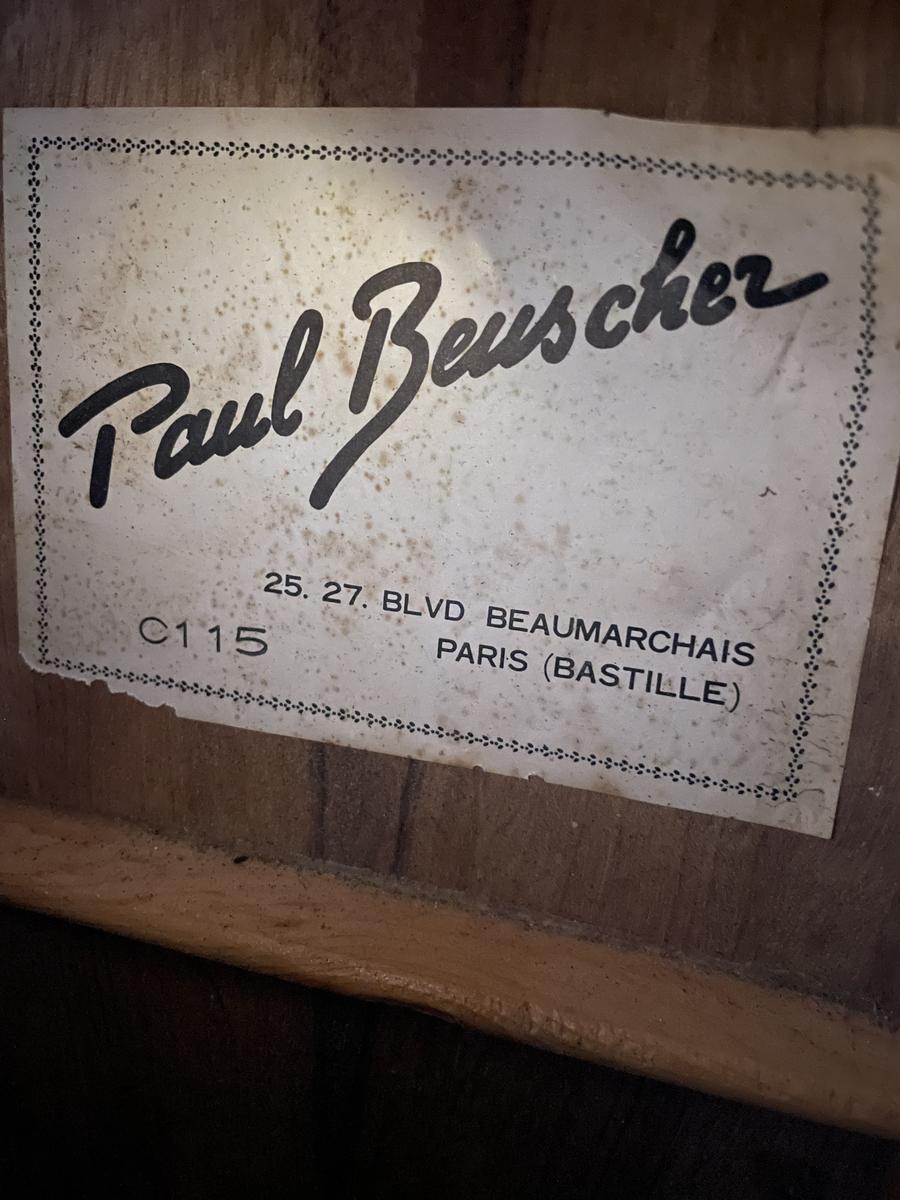 Paul Beuscher
25. 27. BLVD BEAUMARCHAIS
C115
PARIS (BASTILLE)